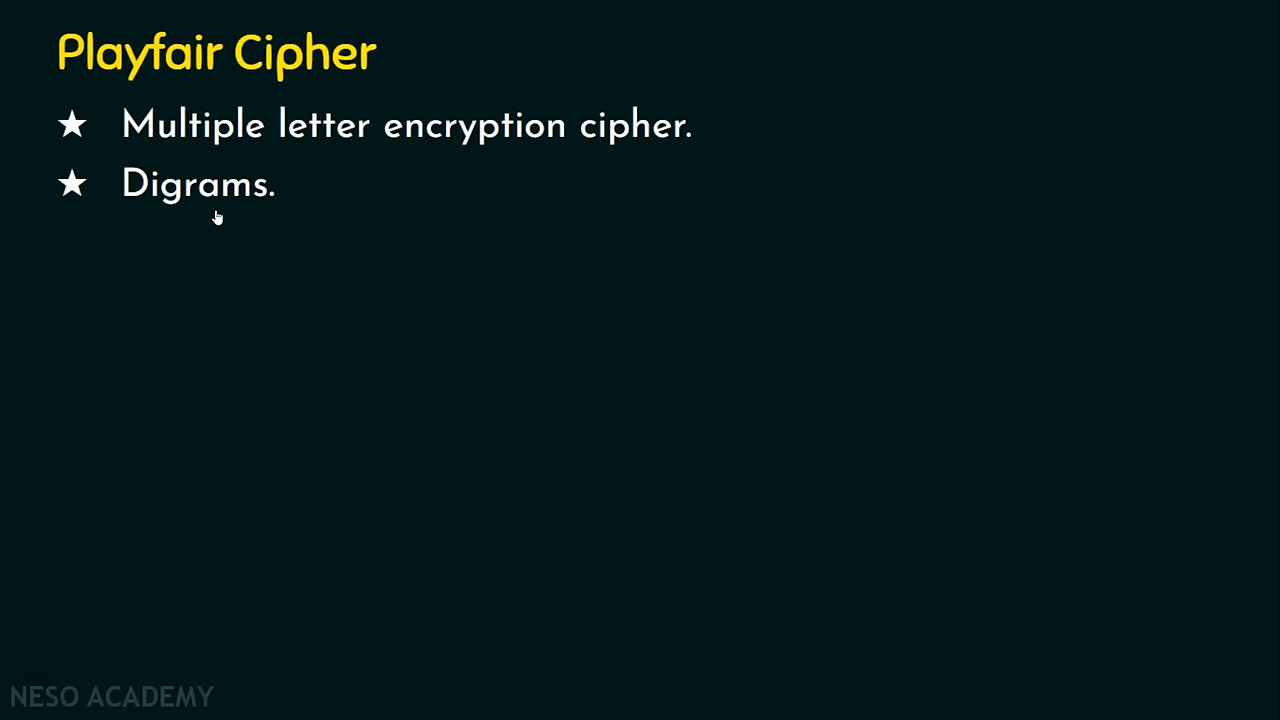 Playfair Cipher
★ Multiple letter encryption cipher.
★ Digrams.
NESO ACADEMY